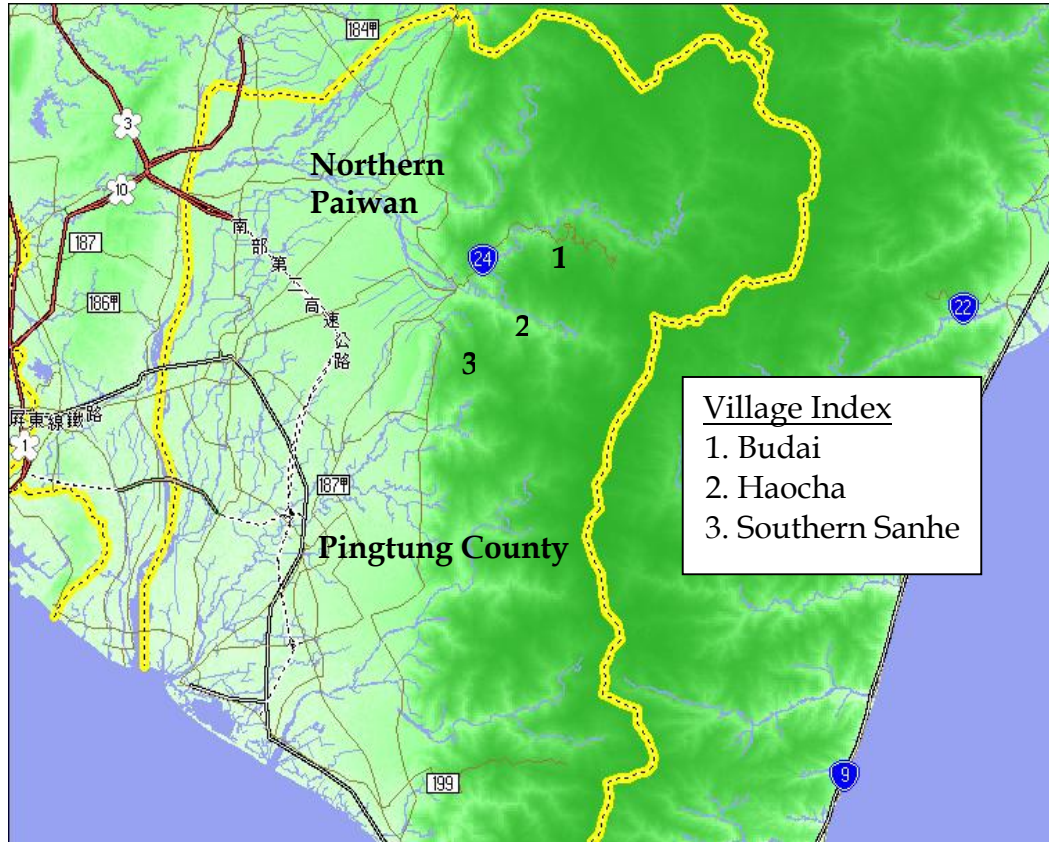 184甲
3
Northern
Paiwan
10
187
南部第二高速公路
24
1
186甲
2
22
3
Village Index
1. Budai
2. Haocha
3. Southern Sanhe
屏東線鐵路
1
187甲
Pingtung County
199
9